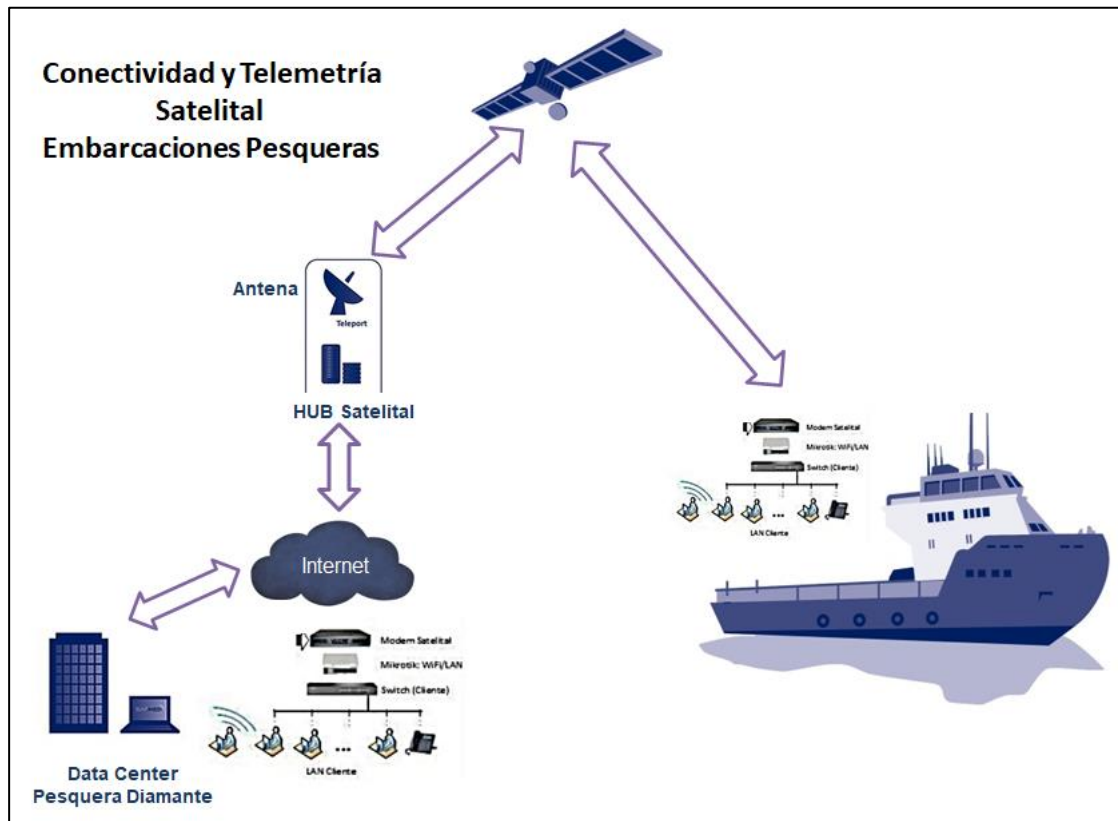 Conectividad y Telemetría
Satelital
Embarcaciones Pesqueras
Antena
Teleport
HUB Satelital
Internet
Modem Satelital
Mikrotik: WiFi/LAN
Switch (Cliente)
...
LAN Cliente
Modem Satelital
Mikrotik: WiFi/LAN
Switch (Cliente)
...
LAN Cliente
Data Center
Pesquera Diamante